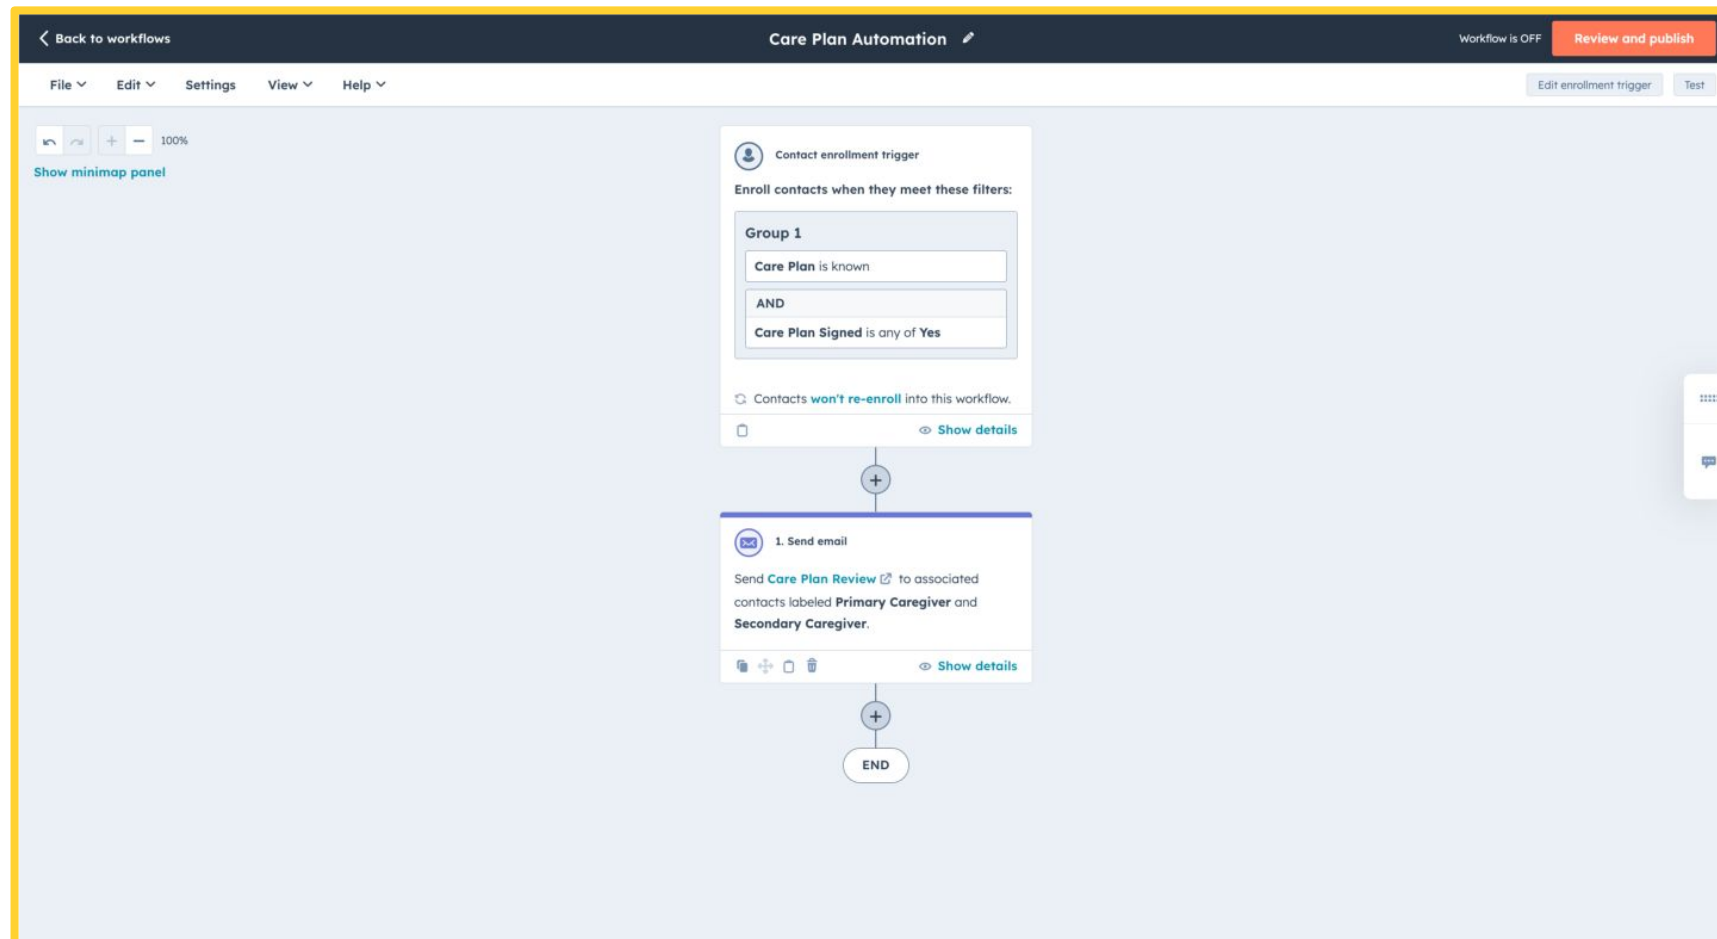 Back to workflows
Care Plan Automation
Workflow is OFF
Review and publish
File
Edit
Settings
View
Help
Edit enrollment trigger
Test
100%
Show minimap panel
Contact enrollment trigger
Enroll contacts when they meet these filters:
Group 1
Care Plan is known
AND
Care Plan Signed is any of Yes
Contacts won't re-enroll into this workflow.
Show details
1. Send email
Send Care Plan Review to associated
contacts labeled Primary Caregiver and
Secondary Caregiver.
Show details
END